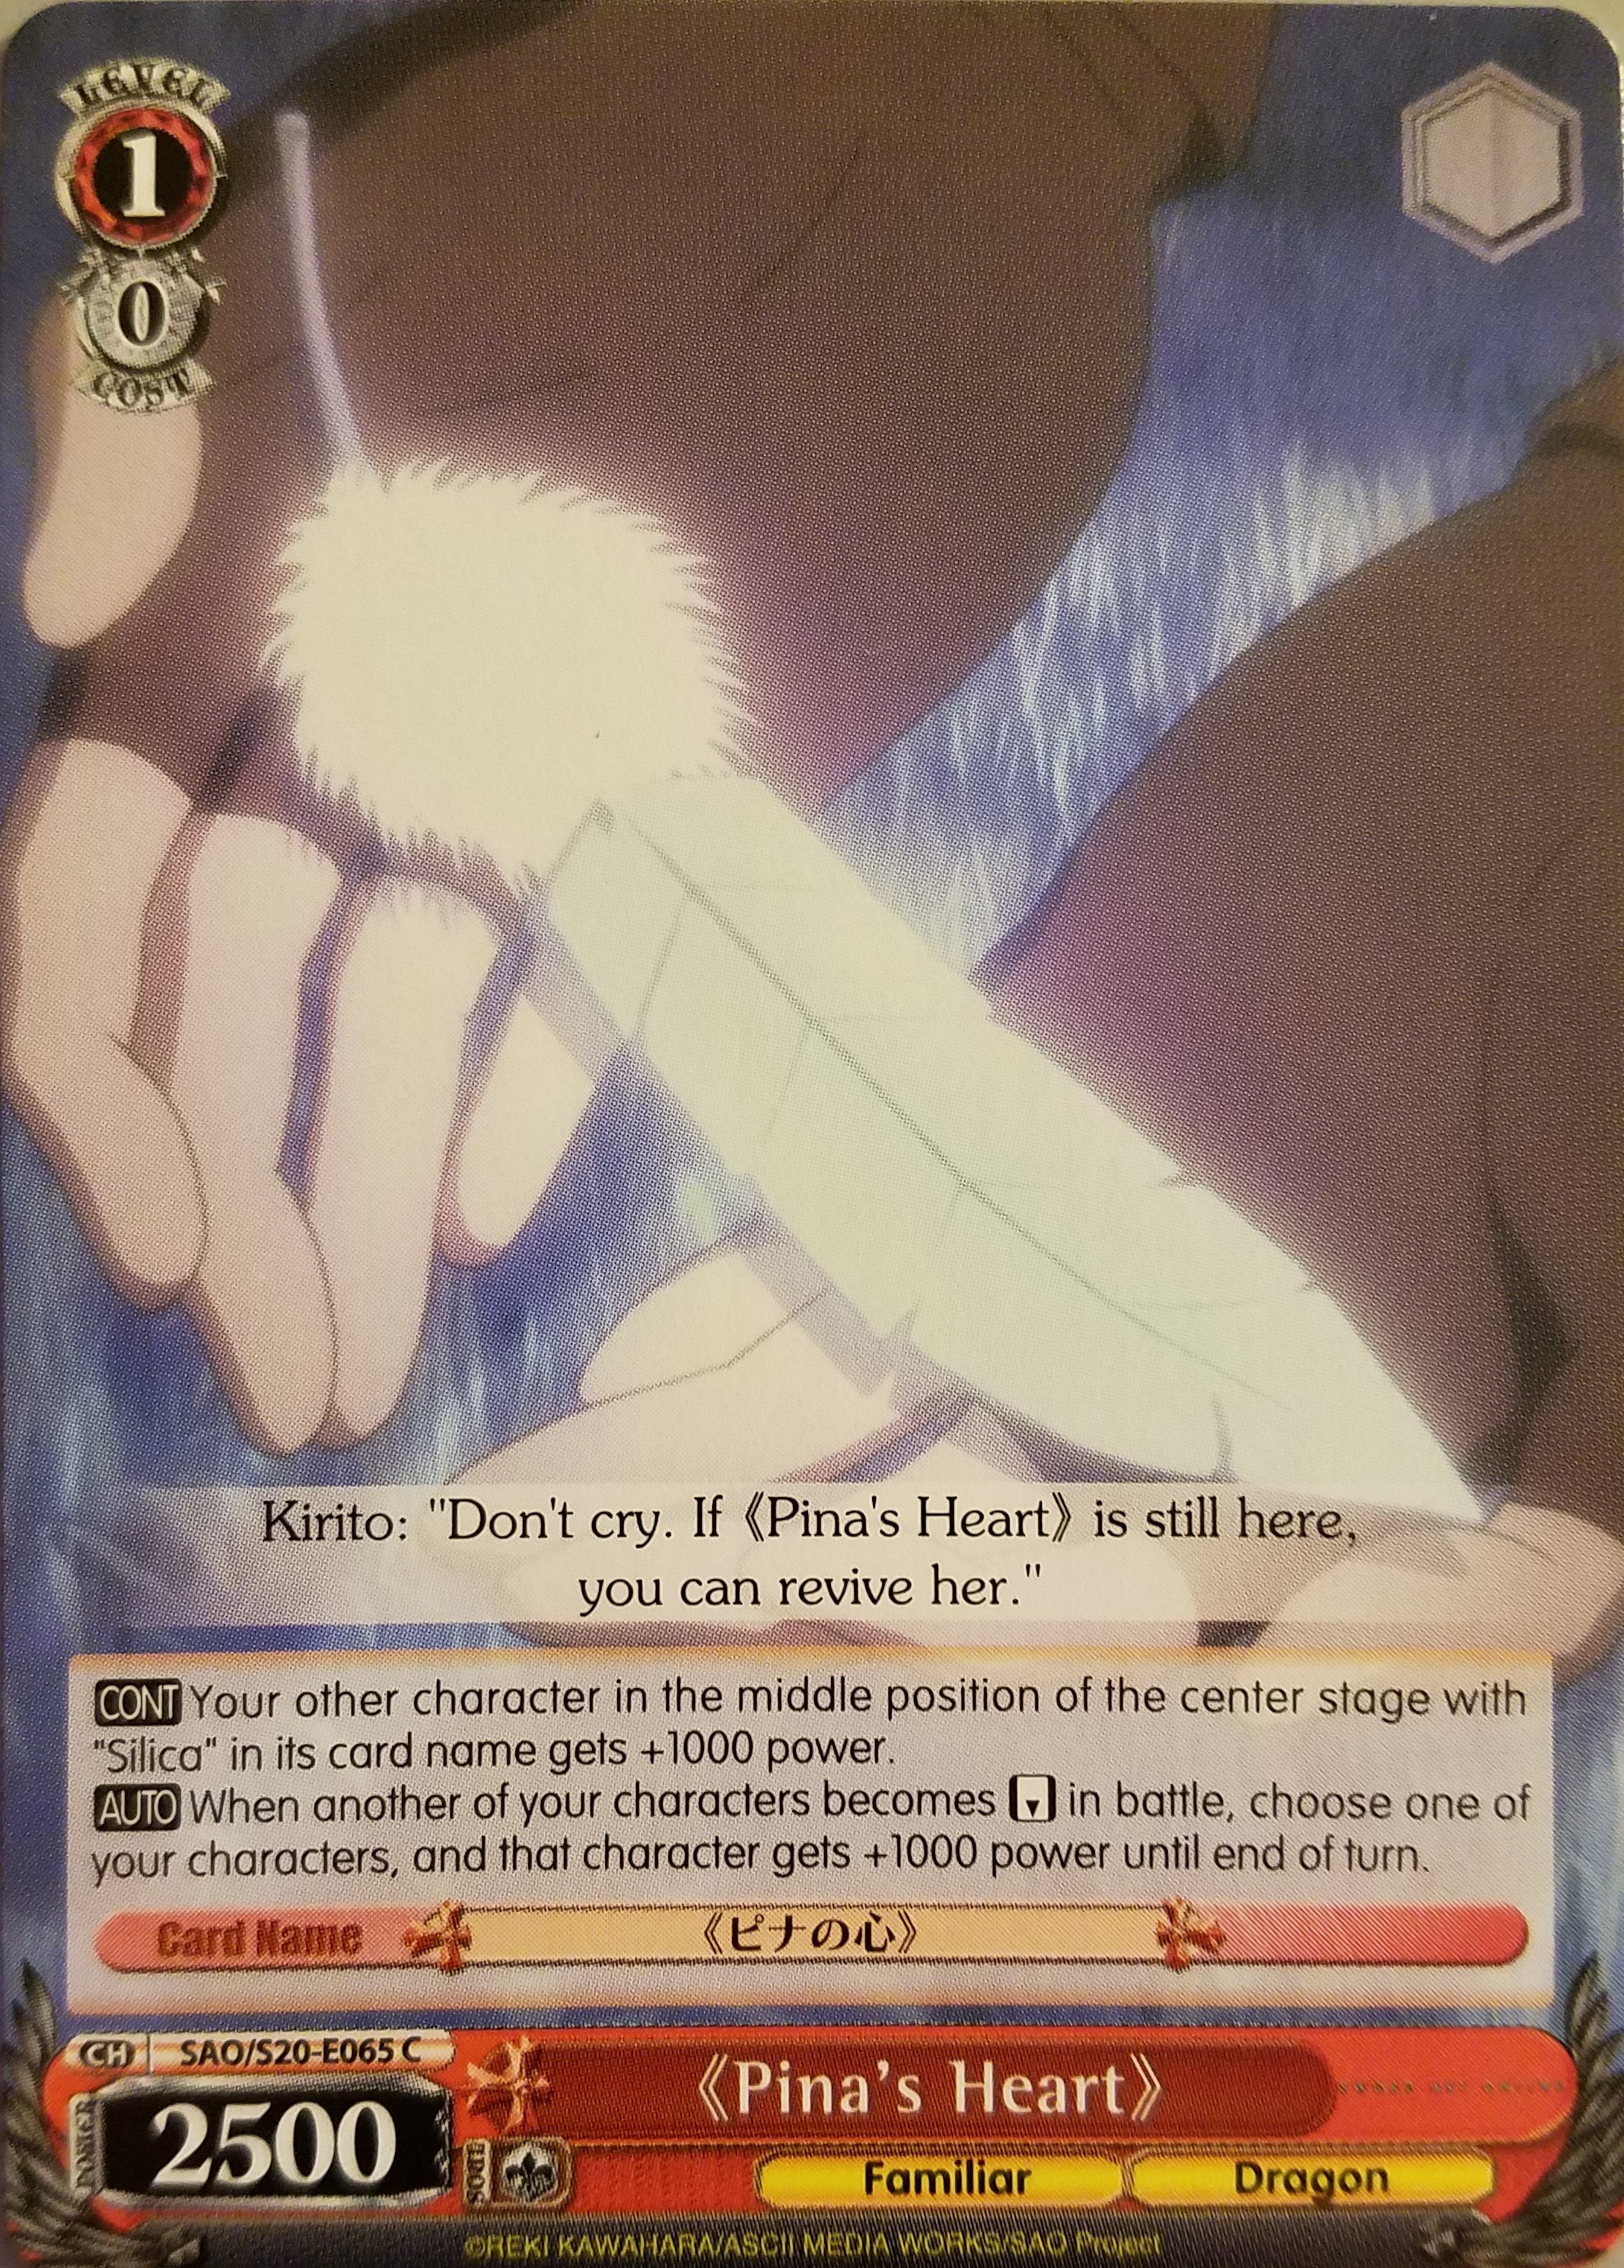 LEVEL
1
0
COST
Kirito: "Don't cry. If 《Pina's Heart》 is still here,
you can revive her."
CONT Your other character in the middle position of the center stage with
"Silica" in its card name gets +1000 power.
AUTO When another of your characters becomes in battle, choose one of
your characters, and that character gets +1000 power until end of turn.
Card Name 《ピナの心》
CH SAO/S20-E065 C
《Pina's Heart》
SWORD ART ONLINE
POWER 2500 SOUL
Familiar Dragon
©REKI KAWAHARA/ASCII MEDIA WORKS/SAO Project